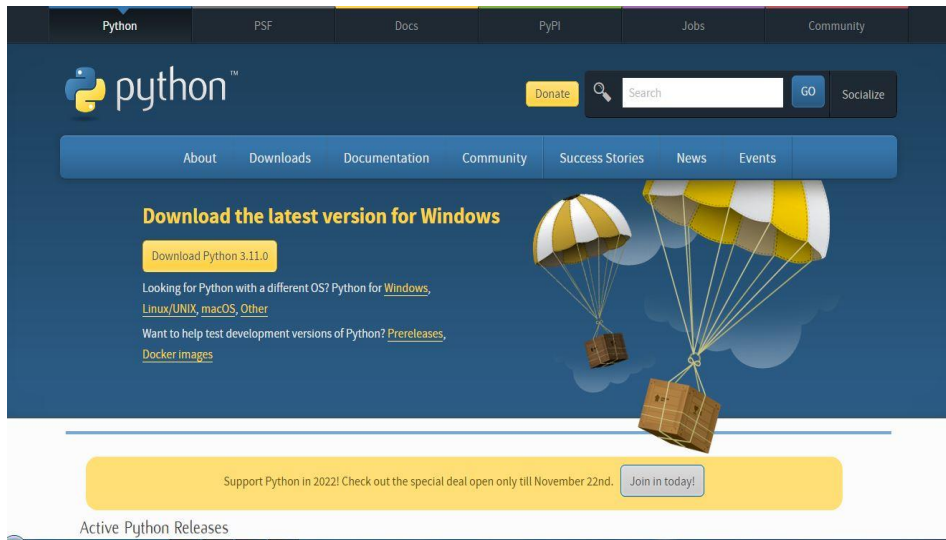 Python PSF Docs PyPI Jobs Community
python™
Donate Search GO Socialize
About Downloads Documentation Community Success Stories News Events
Download the latest version for Windows
Download Python 3.11.0
Looking for Python with a different OS? Python for Windows,
Linux/UNIX, macOS, Other
Want to help test development versions of Python? Prereleases,
Docker images
Support Python in 2022! Check out the special deal open only till November 22nd. Join in today!
Active Python Releases